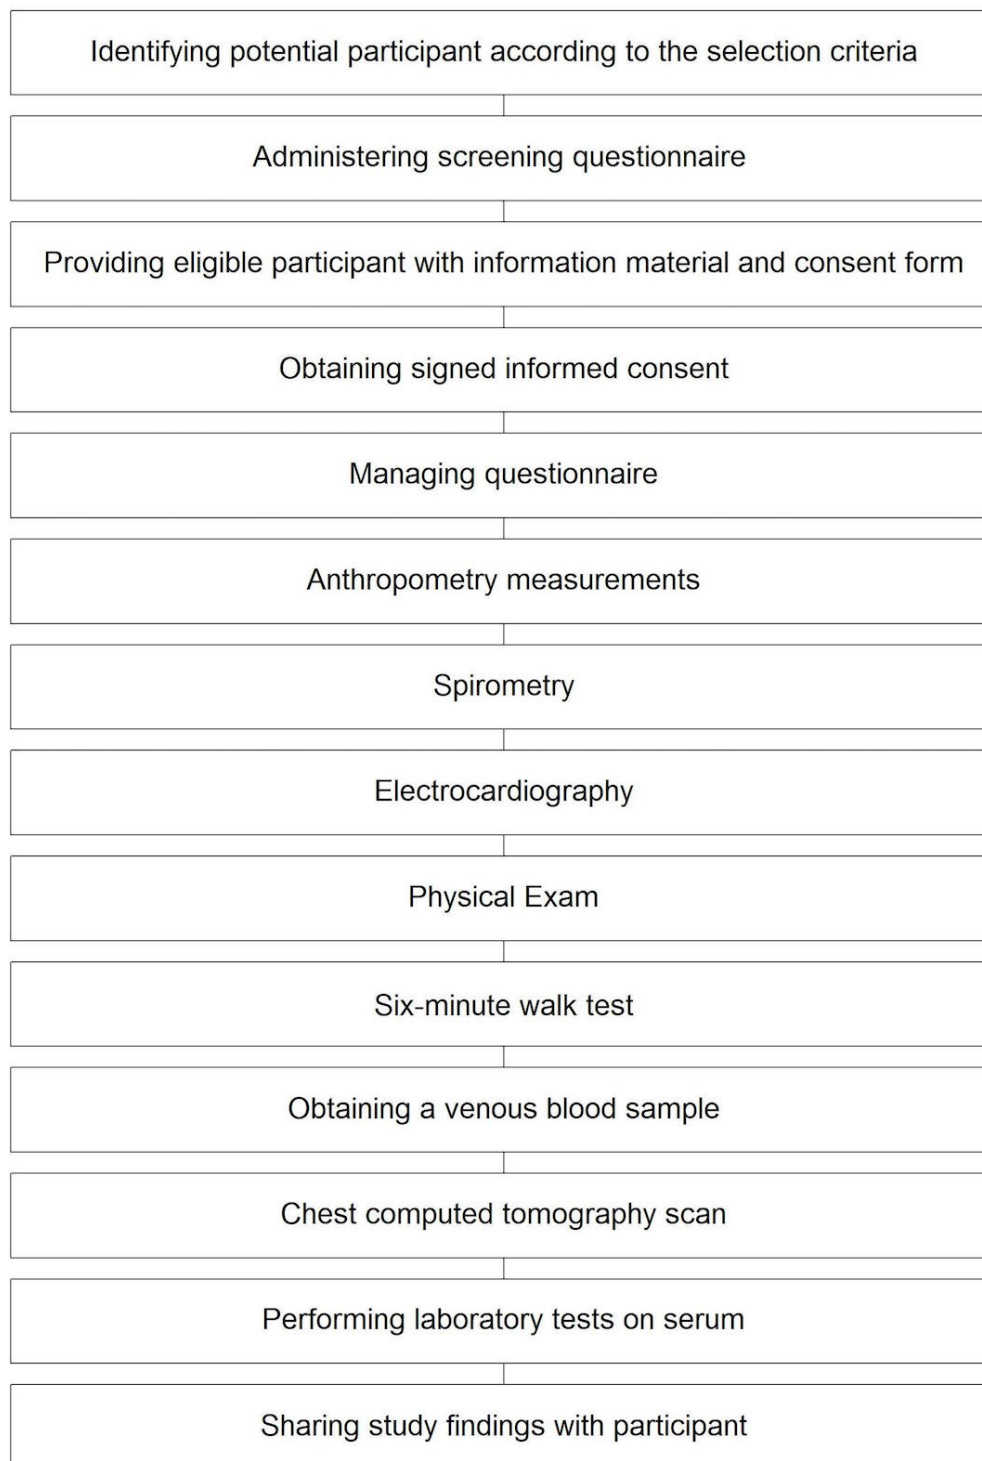 Identifying potential participant according to the selection criteria
Administering screening questionnaire
Providing eligible participant with information material and consent form
Obtaining signed informed consent
Managing questionnaire
Anthropometry measurements
Spirometry
Electrocardiography
Physical Exam
Six-minute walk test
Obtaining a venous blood sample
Chest computed tomography scan
Performing laboratory tests on serum
Sharing study findings with participant